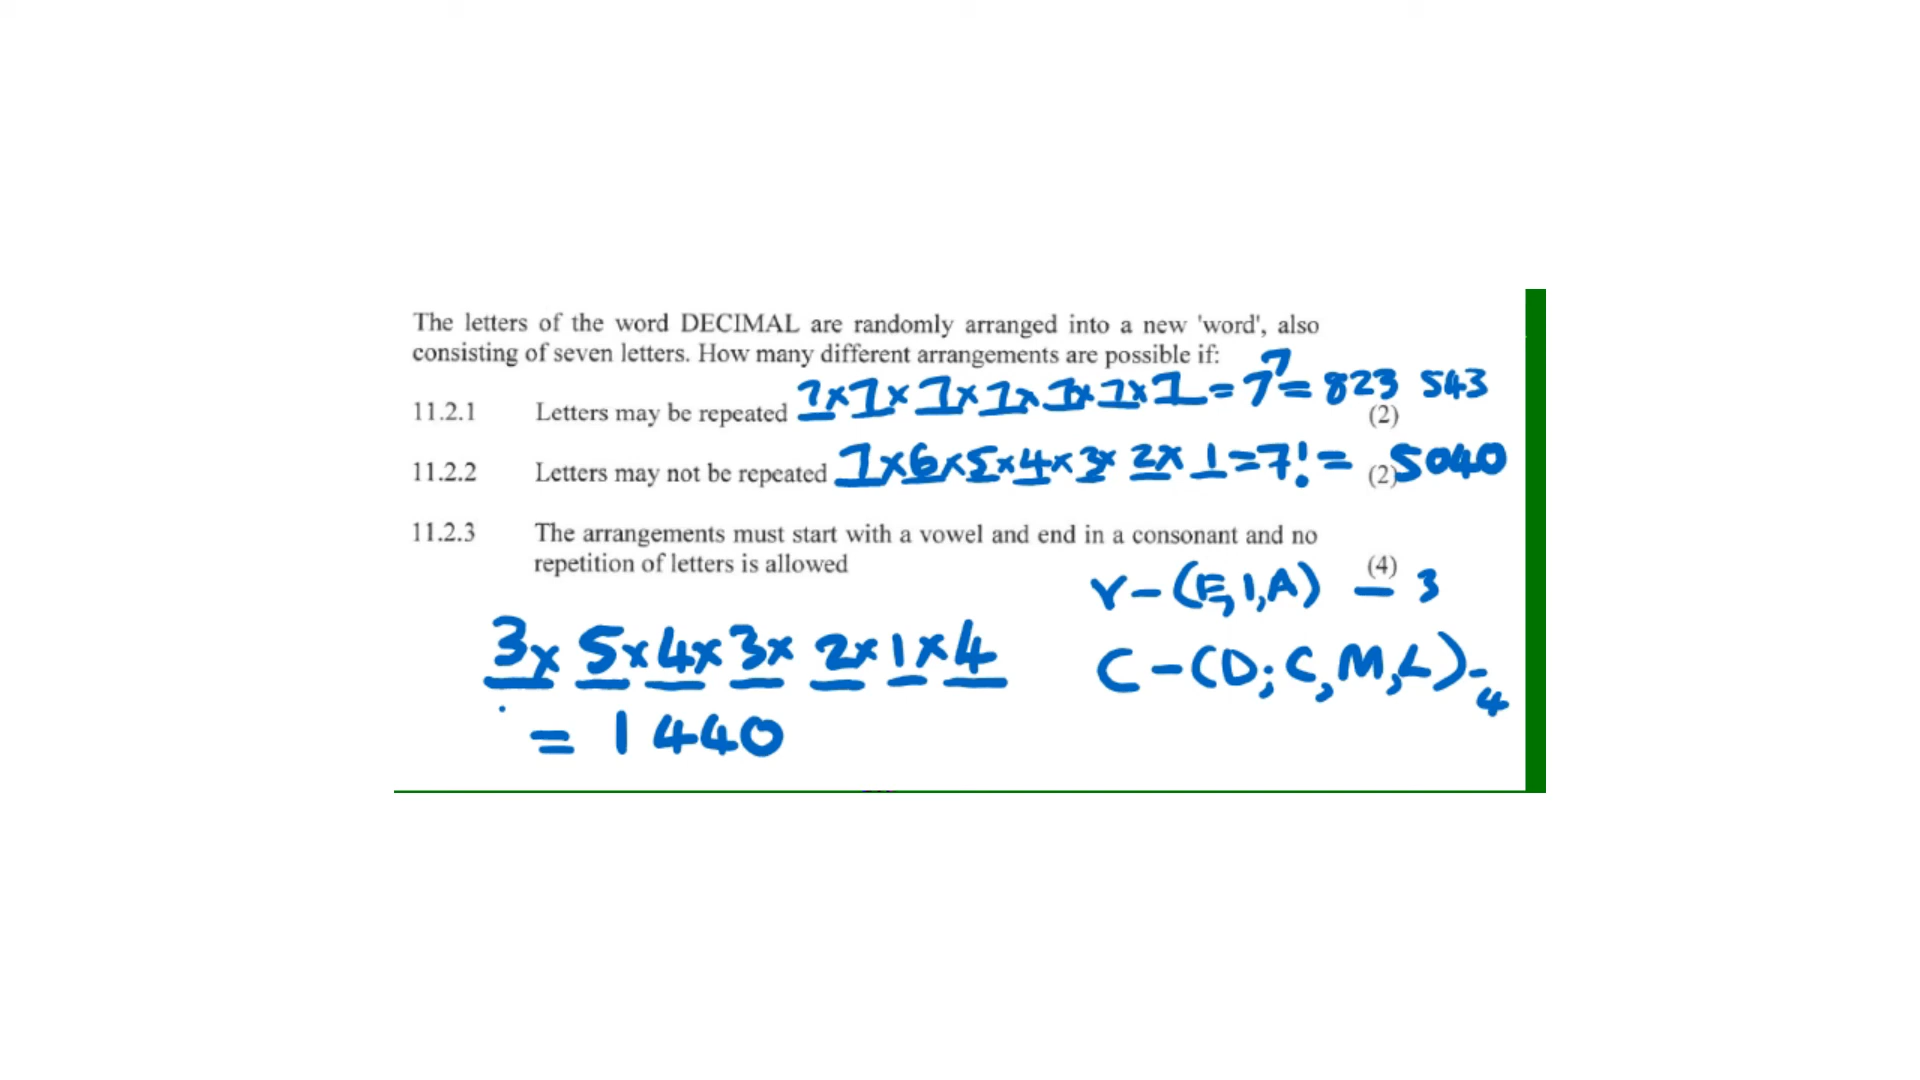 The letters of the word DECIMAL are randomly arranged into a new 'word', also
consisting of seven letters. How many different arrangements are possible if:
11.2.1 Letters may be repeated 7×7×7×7×7×7×7=7⁷= 823 543
(2)
11.2.2 Letters may not be repeated 7×6×5×4×3×2×1=7!= (2) 5040
11.2.3 The arrangements must start with a vowel and end in a consonant and no
repetition of letters is allowed (4)
V-(E,I,A) - 3
3×5×4×3×2×1×4
C-(D;C,M,L)-4
= 1440